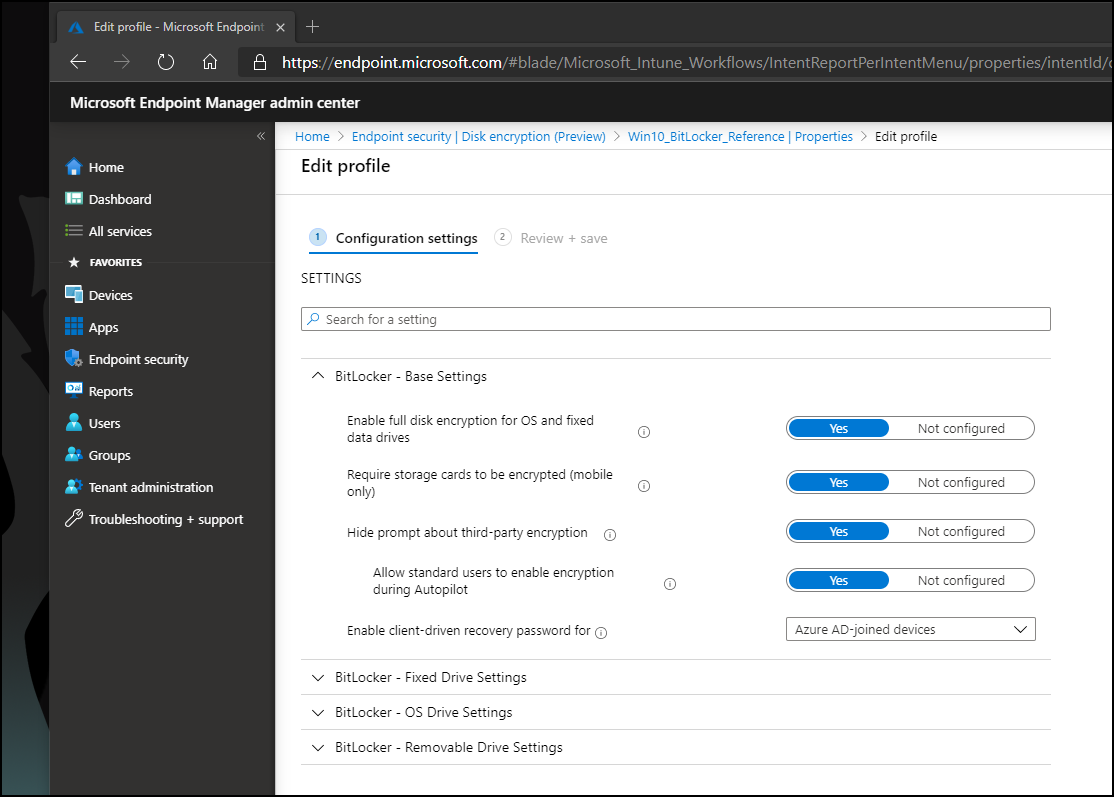 Edit profile - Microsoft Endpoint
https://endpoint.microsoft.com/#blade/Microsoft_Intune_Workflows/IntentReportPerIntentMenu/properties/intentId/
Microsoft Endpoint Manager admin center
«
Home
Dashboard
All services
FAVORITES
Devices
Apps
Endpoint security
Reports
Users
Groups
Tenant administration
Troubleshooting + support
Home > Endpoint security | Disk encryption (Preview) > Win10_BitLocker_Reference | Properties > Edit profile
Edit profile
1 Configuration settings 2 Review + save
SETTINGS
Search for a setting
BitLocker - Base Settings
Enable full disk encryption for OS and fixed
data drives
Yes Not configured
Require storage cards to be encrypted (mobile
only)
Yes Not configured
Hide prompt about third-party encryption
Yes Not configured
Allow standard users to enable encryption
during Autopilot
Yes Not configured
Enable client-driven recovery password for
Azure AD-joined devices
BitLocker - Fixed Drive Settings
BitLocker - OS Drive Settings
BitLocker - Removable Drive Settings